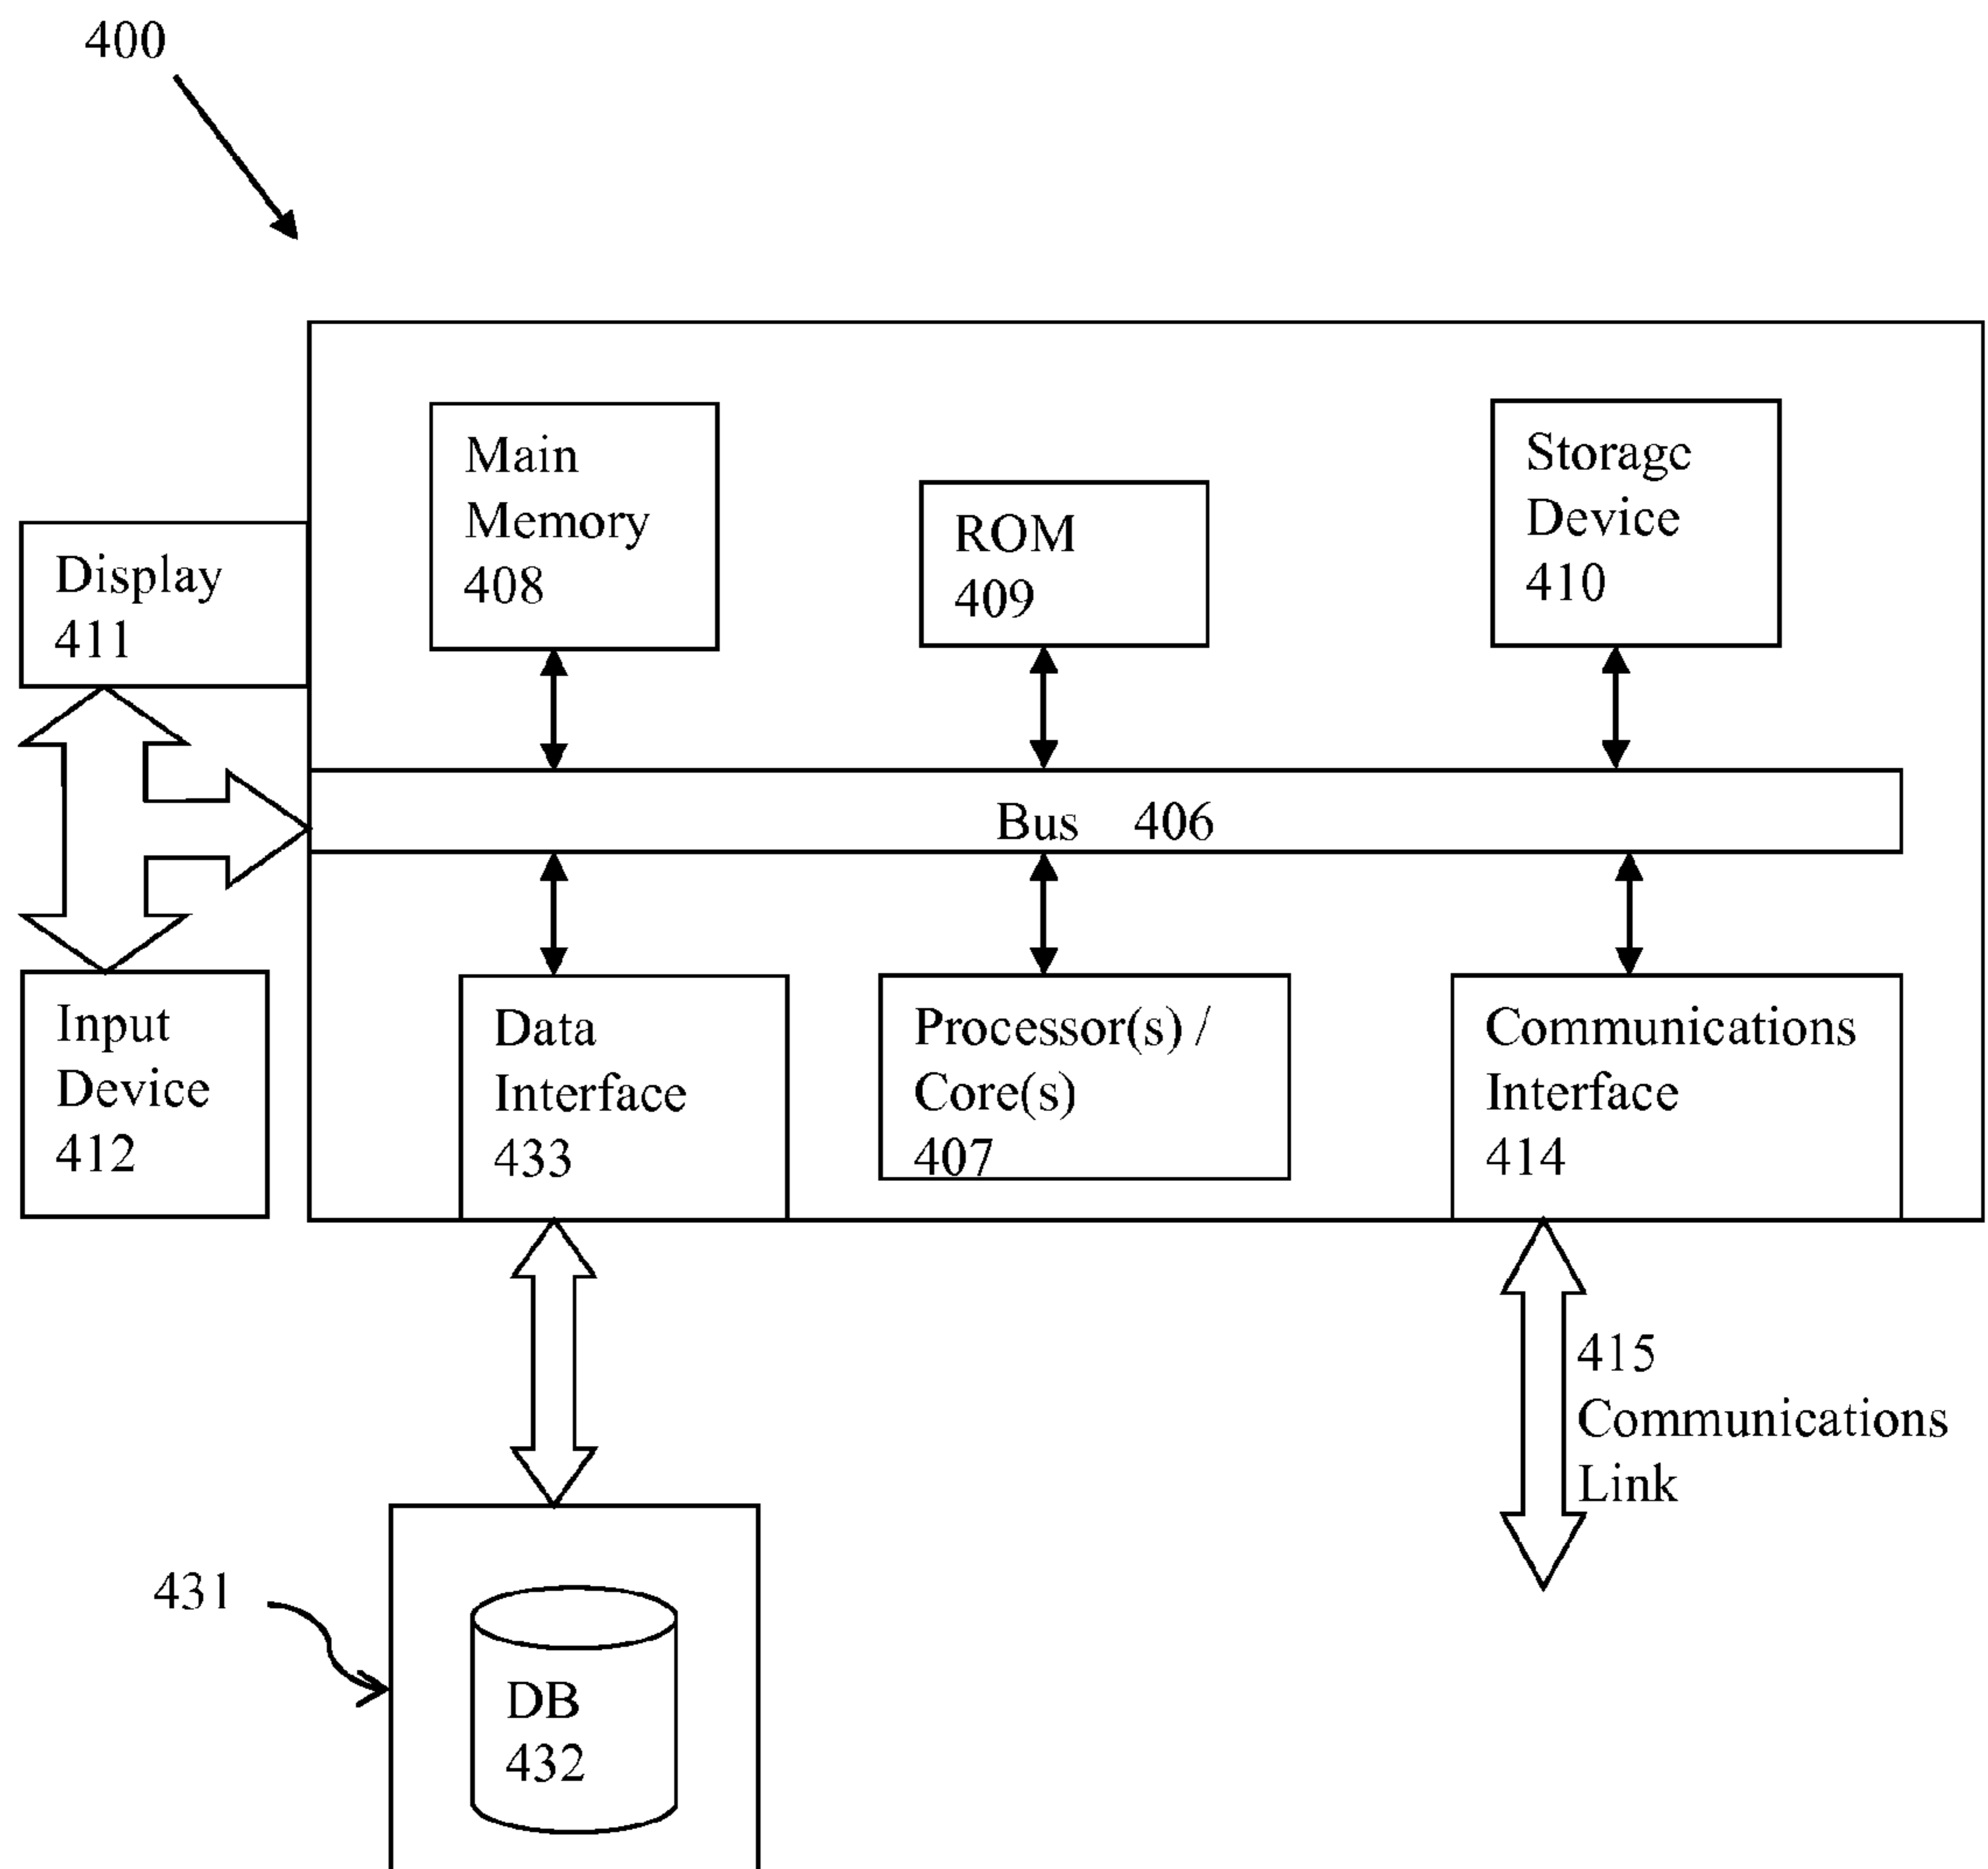 400
Main
Memory
408
ROM
409
Storage
Device
410
Display
411
Bus 406
Input
Device
412
Data
Interface
433
Processor(s) /
Core(s)
407
Communications
Interface
414
415
Communications
Link
431
DB
432